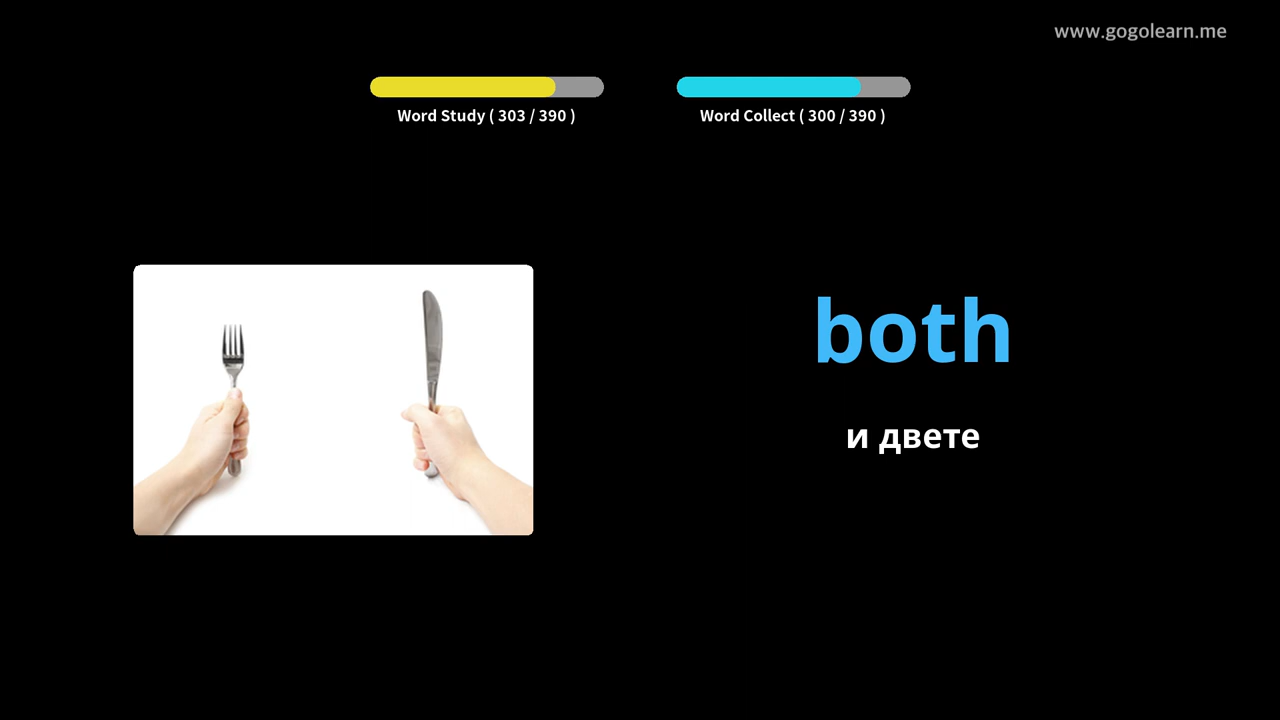 www.gogolearn.me
Word Study ( 303 / 390 )
Word Collect ( 300 / 390 )
both
и двете